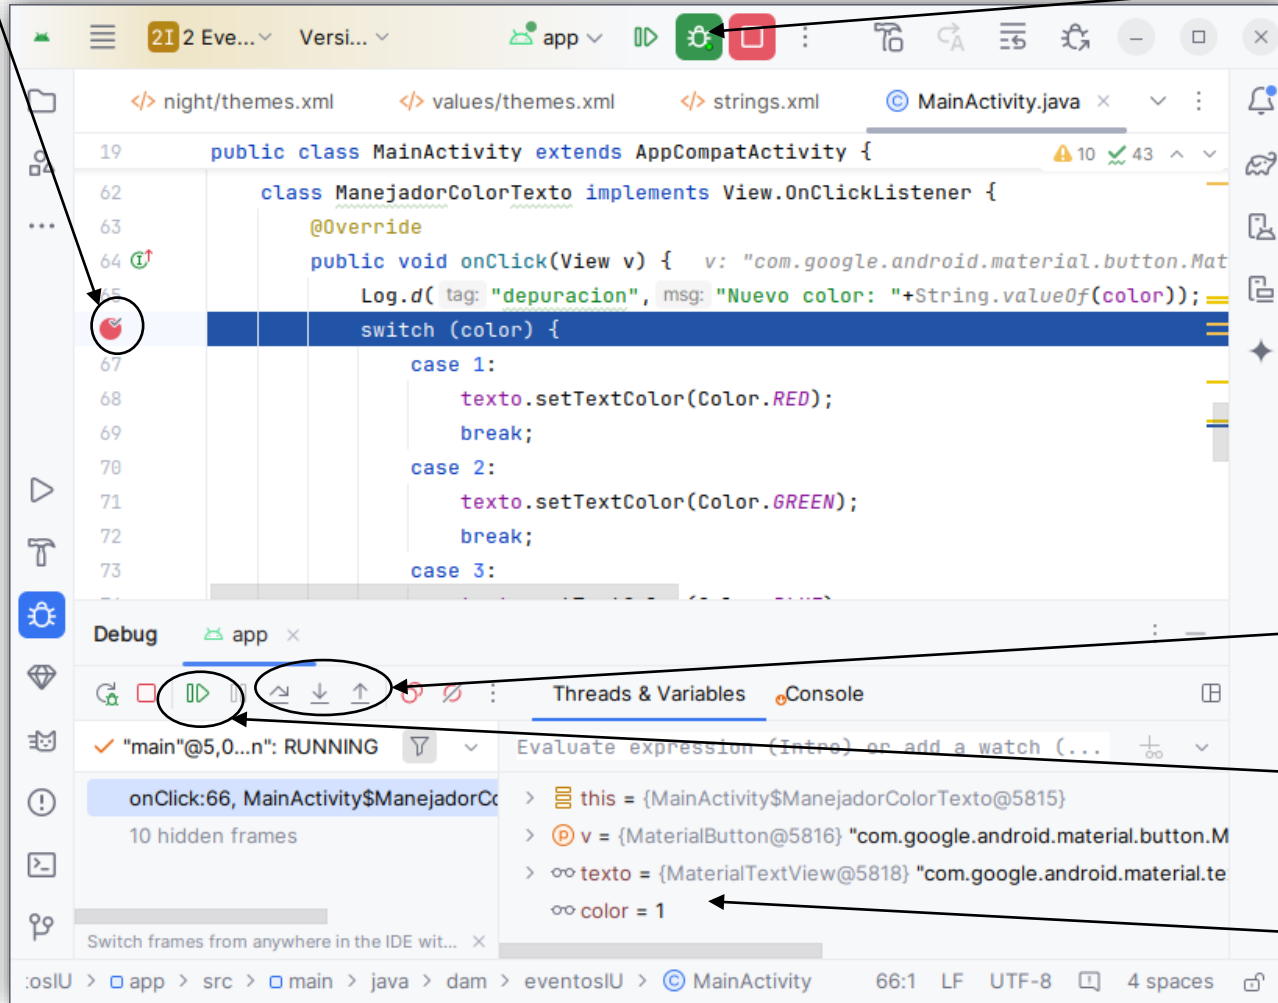 2I 2 Eve... Versi... app
night/themes.xml values/themes.xml strings.xml MainActivity.java
19 public class MainActivity extends AppCompatActivity { 10 43
62 class ManejadorColorTexto implements View.OnClickListener {
63 @Override
64 public void onClick(View v) { v: "com.google.android.material.button.Mat
65 Log.d( tag: "depuracion", msg: "Nuevo color: "+String.valueOf(color));
switch (color) {
67 case 1:
68 texto.setTextColor(Color.RED);
69 break;
70 case 2:
71 texto.setTextColor(Color.GREEN);
72 break;
73 case 3:
Debug app
Threads & Variables Console
"main"@5,0...n": RUNNING Evaluate expression (Intro) or add a watch (...
onClick:66, MainActivity$ManejadorCo
10 hidden frames
this = {MainActivity$ManejadorColorTexto@5815}
v = {MaterialButton@5816} "com.google.android.material.button.M
texto = {MaterialTextView@5818} "com.google.android.material.te
color = 1
Switch frames from anywhere in the IDE wit...
tosIU > app > src > main > java > dam > eventosIU > MainActivity 66:1 LF UTF-8 4 spaces